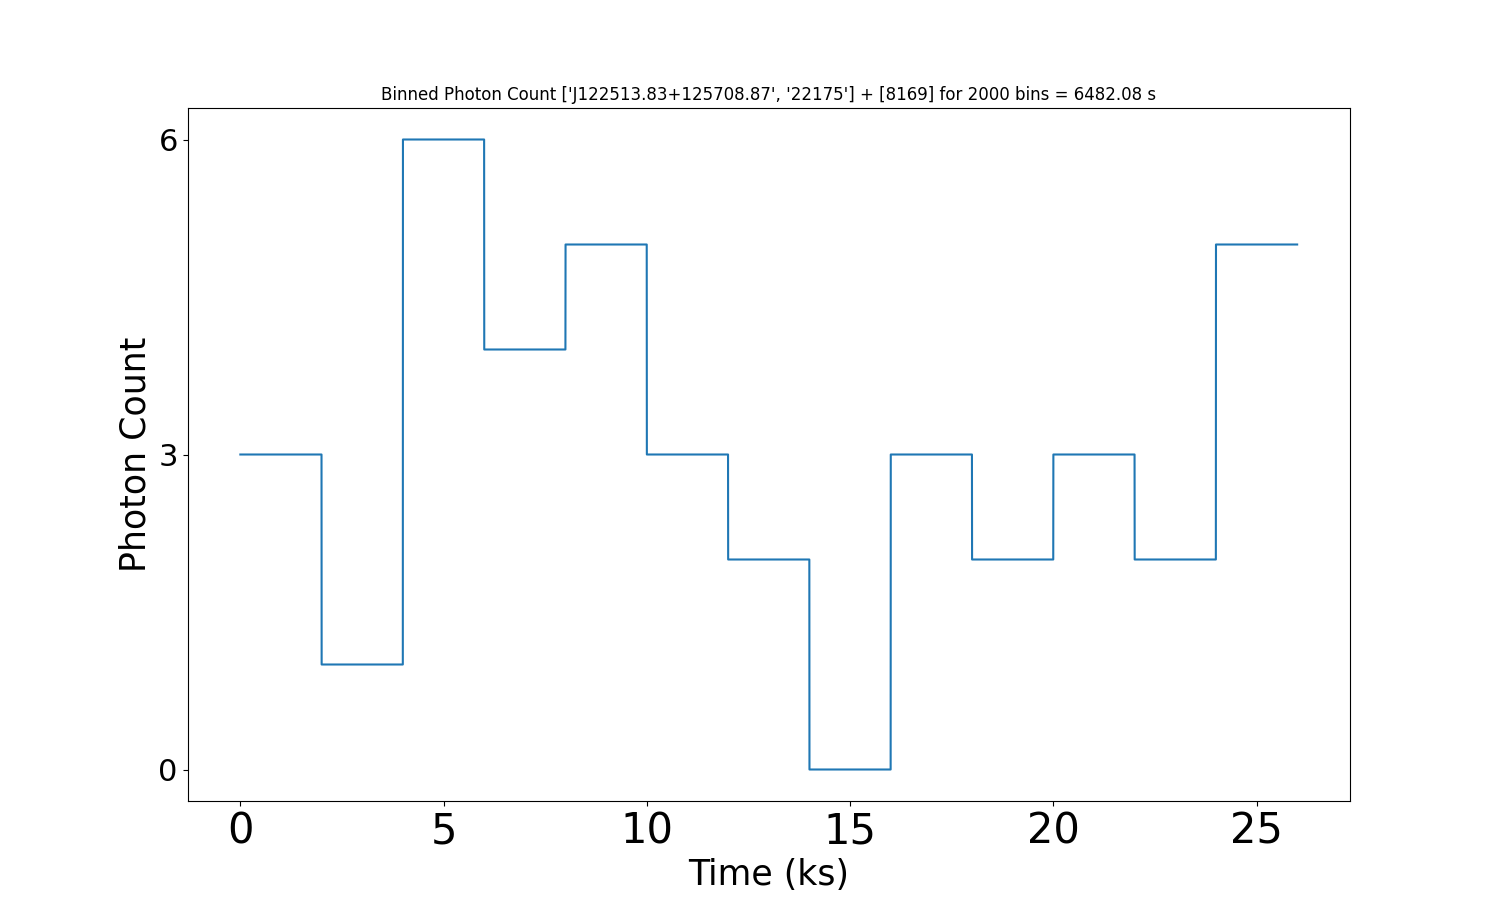 Binned Photon Count ['J122513.83+125708.87', '22175'] + [8169] for 2000 bins = 6482.08 s
6
3
0
Photon Count
0 5 10 15 20 25
Time (ks)